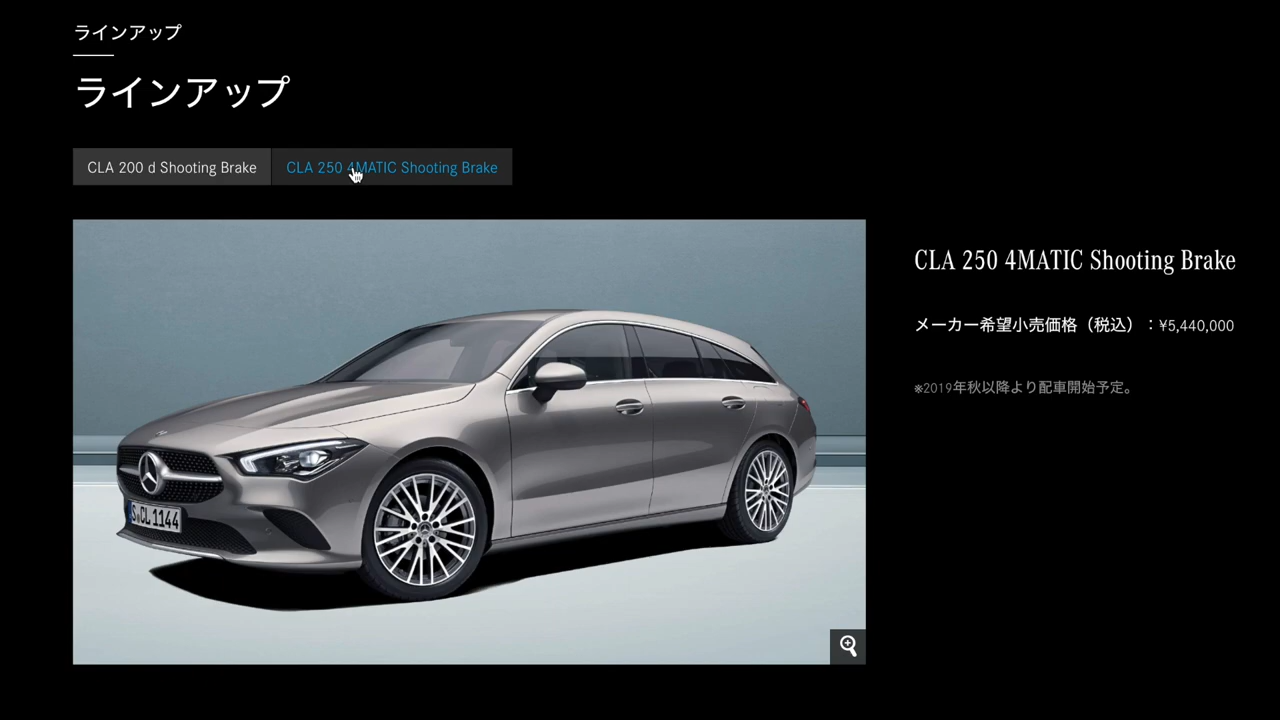 ラインアップ
ラインアップ
CLA 200 d Shooting Brake
CLA 250 4MATIC Shooting Brake
CLA 250 4MATIC Shooting Brake
メーカー希望小売価格（税込）：¥5,440,000
※2019年秋以降より配車開始予定。
S CL 1144